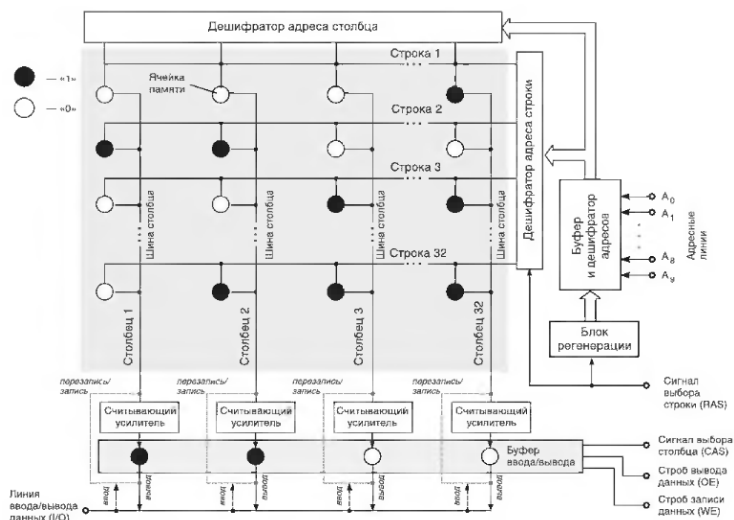 Дешифратор адреса столбца
Строка 1
— «1»
Ячейка
памяти
— «0»
Строка 2
Строка 3
Дешифратор адреса строки
Шина столбца
Шина столбца
Шина столбца
Шина столбца
Буфер
и дешифратор
адресов
A0
A1
A8
A9
Адресные
линии
Строка 32
Столбец 1
Столбец 2
Столбец 3
Столбец 32
Блок
регенерации
перезапись/
запись
перезапись/
запись
перезапись/
запись
перезапись/
запись
Сигнал
выбора
строки (RAS)
Считывающий
усилитель
Считывающий
усилитель
Считывающий
усилитель
Считывающий
усилитель
Буфер
ввода/вывода
Сигнал выбора
столбца (CAS)
Строб вывода
данных (OE)
Строб записи
данных (WE)
ввод
вывод
ввод
вывод
ввод
вывод
ввод
вывод
Линия
ввода/вывода
данных (I/O)